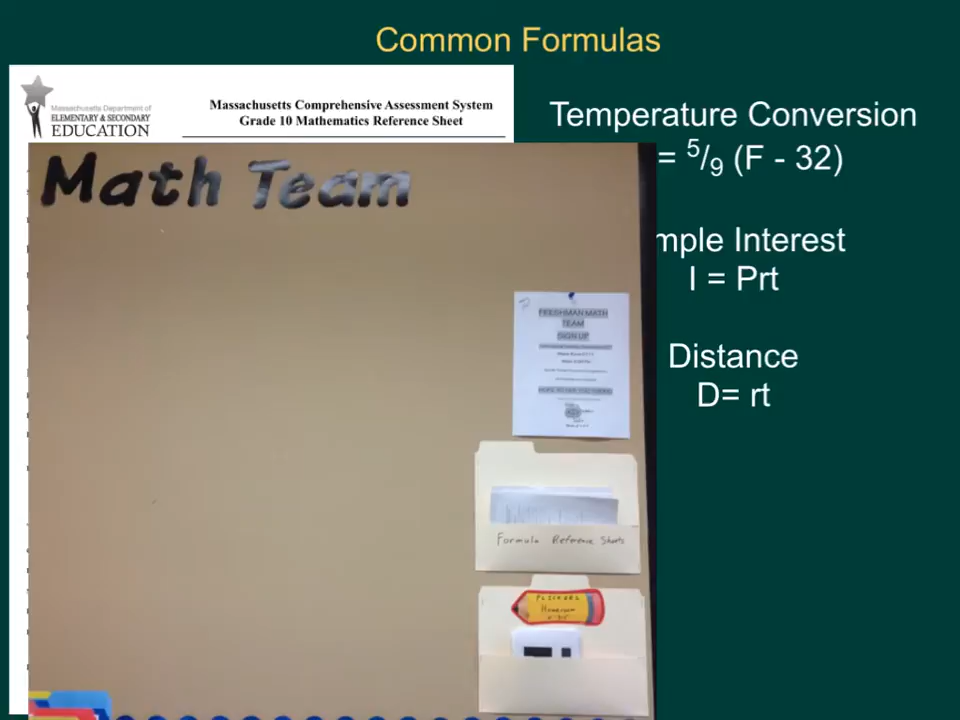 Common Formulas
Massachusetts Department of
ELEMENTARY & SECONDARY
EDUCATION
Massachusetts Comprehensive Assessment System
Grade 10 Mathematics Reference Sheet
Temperature Conversion
= 5/9 (F - 32)
mple Interest
I = Prt
Distance
D= rt
Math Team
FRESHMAN MATH
TEAM
SIGN UP
Formula Reference Sheets
Homeroom